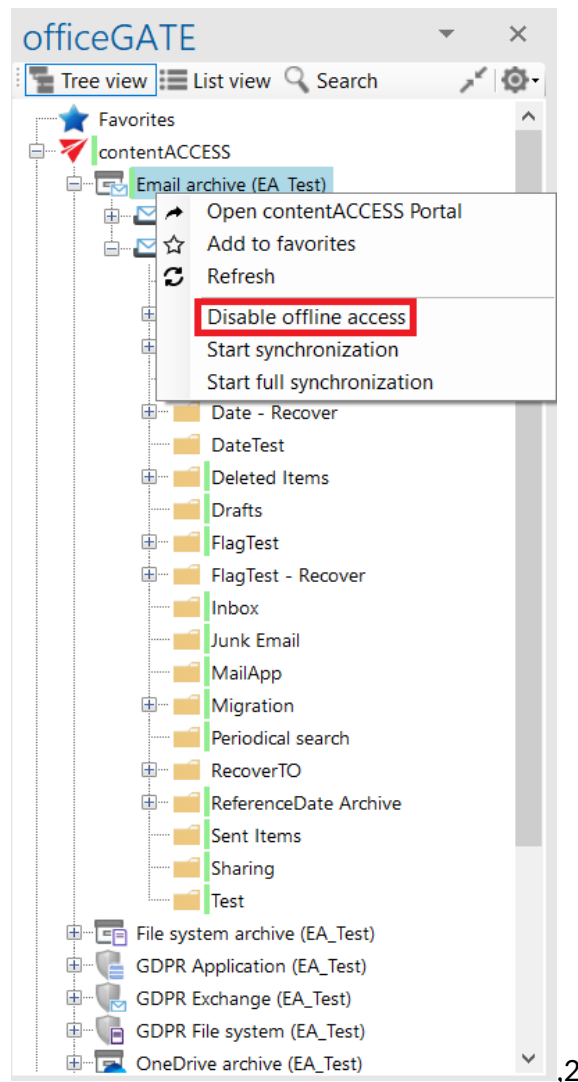 officeGATE
Tree view List view Search
Favorites
contentACCESS
Email archive (EA_Test)
Open contentACCESS Portal
Add to favorites
Refresh
Disable offline access
Start synchronization
Start full synchronization
Date - Recover
DateTest
Deleted Items
Drafts
FlagTest
FlagTest - Recover
Inbox
Junk Email
MailApp
Migration
Periodical search
RecoverTO
ReferenceDate Archive
Sent Items
Sharing
Test
File system archive (EA_Test)
GDPR Application (EA_Test)
GDPR Exchange (EA_Test)
GDPR File system (EA_Test)
OneDrive archive (EA_Test)
,2